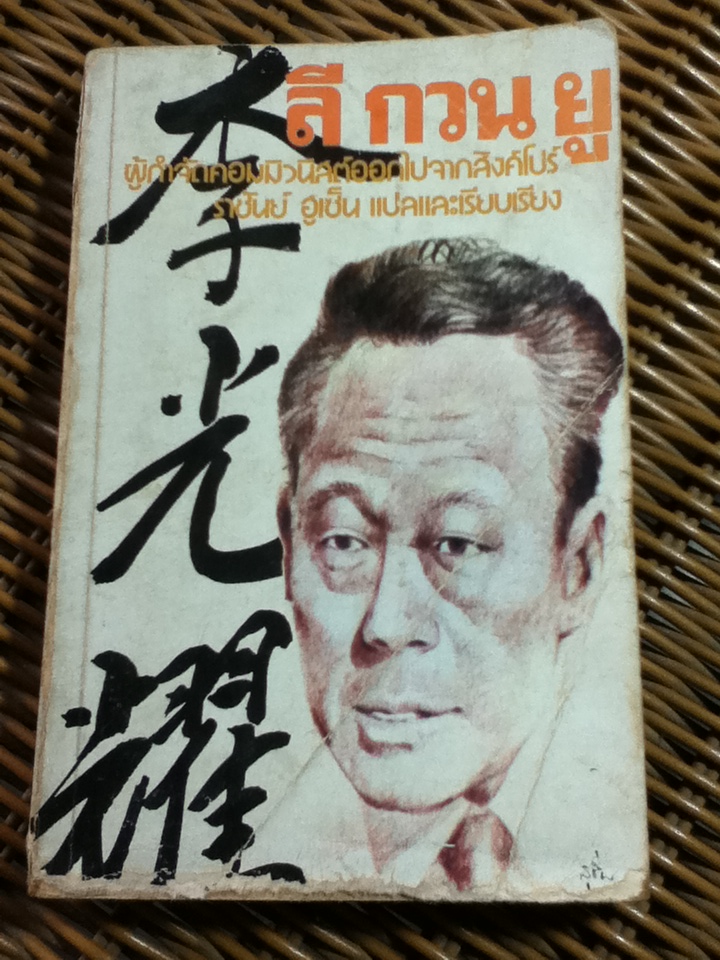 ลี กวน ยู
ผู้กำจัดคอมมิวนิสต์ออกไปจากสิงค์โปร์
ราชันย์ ฮูเซ็น แปลและเรียบเรียง
李光耀